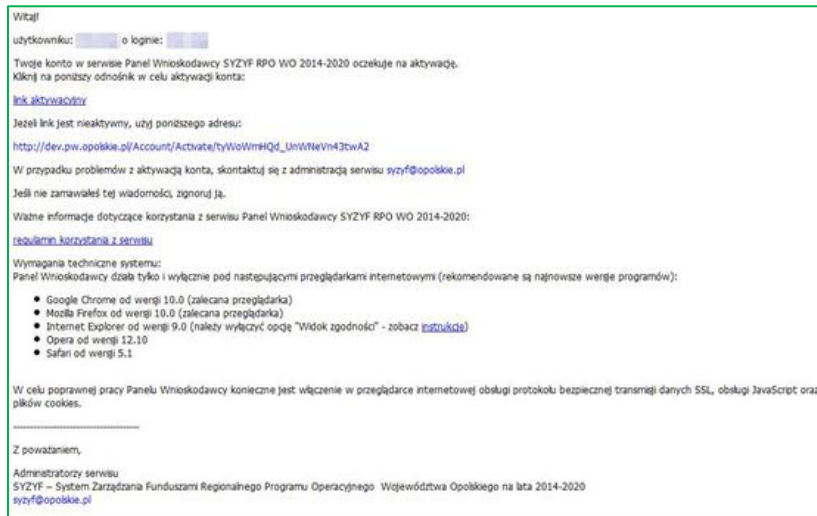 Witaj!
użytkowniku: o loginie:
Twoje konto w serwisie Panel Wnioskodawcy SYZYF RPO WO 2014-2020 oczekuje na aktywację.
Kliknij na poniższy odnośnik w celu aktywacji konta:
link aktywacyjny
Jeżeli link jest nieaktywny, użyj poniższego adresu:
http://dev.pw.opolskie.pl/Account/Activate/tyWoWmHQd_UnWNeVn43twA2
W przypadku problemów z aktywacją konta, skontaktuj się z administracją serwisu syzyf@opolskie.pl
Jeśli nie zamawiałeś tej wiadomości, zignoruj ją.
Ważne informacje dotyczące korzystania z serwisu Panel Wnioskodawcy SYZYF RPO WO 2014-2020:
regulamin korzystania z serwisu
Wymagania techniczne systemu:
Panel Wnioskodawcy działa tylko i wyłącznie pod następującymi przeglądarkami internetowymi (rekomendowane są najnowsze wersje programów):
• Google Chrome od wersji 10.0 (zalecana przeglądarka)
• Mozilla Firefox od wersji 10.0 (zalecana przeglądarka)
• Internet Explorer od wersji 9.0 (należy wyłączyć opcję "Widok zgodności" - zobacz instrukcje)
• Opera od wersji 12.10
• Safari od wersji 5.1
W celu poprawnej pracy Panelu Wnioskodawcy konieczne jest włączenie w przeglądarce internetowej obsługi protokołu bezpiecznej transmisji danych SSL, obsługi JavaScript oraz
plików cookies.
-----------------------------------
Z poważaniem,
Administratorzy serwisu
SYZYF – System Zarządzania Funduszami Regionalnego Programu Operacyjnego Województwa Opolskiego na lata 2014-2020
syzyf@opolskie.pl